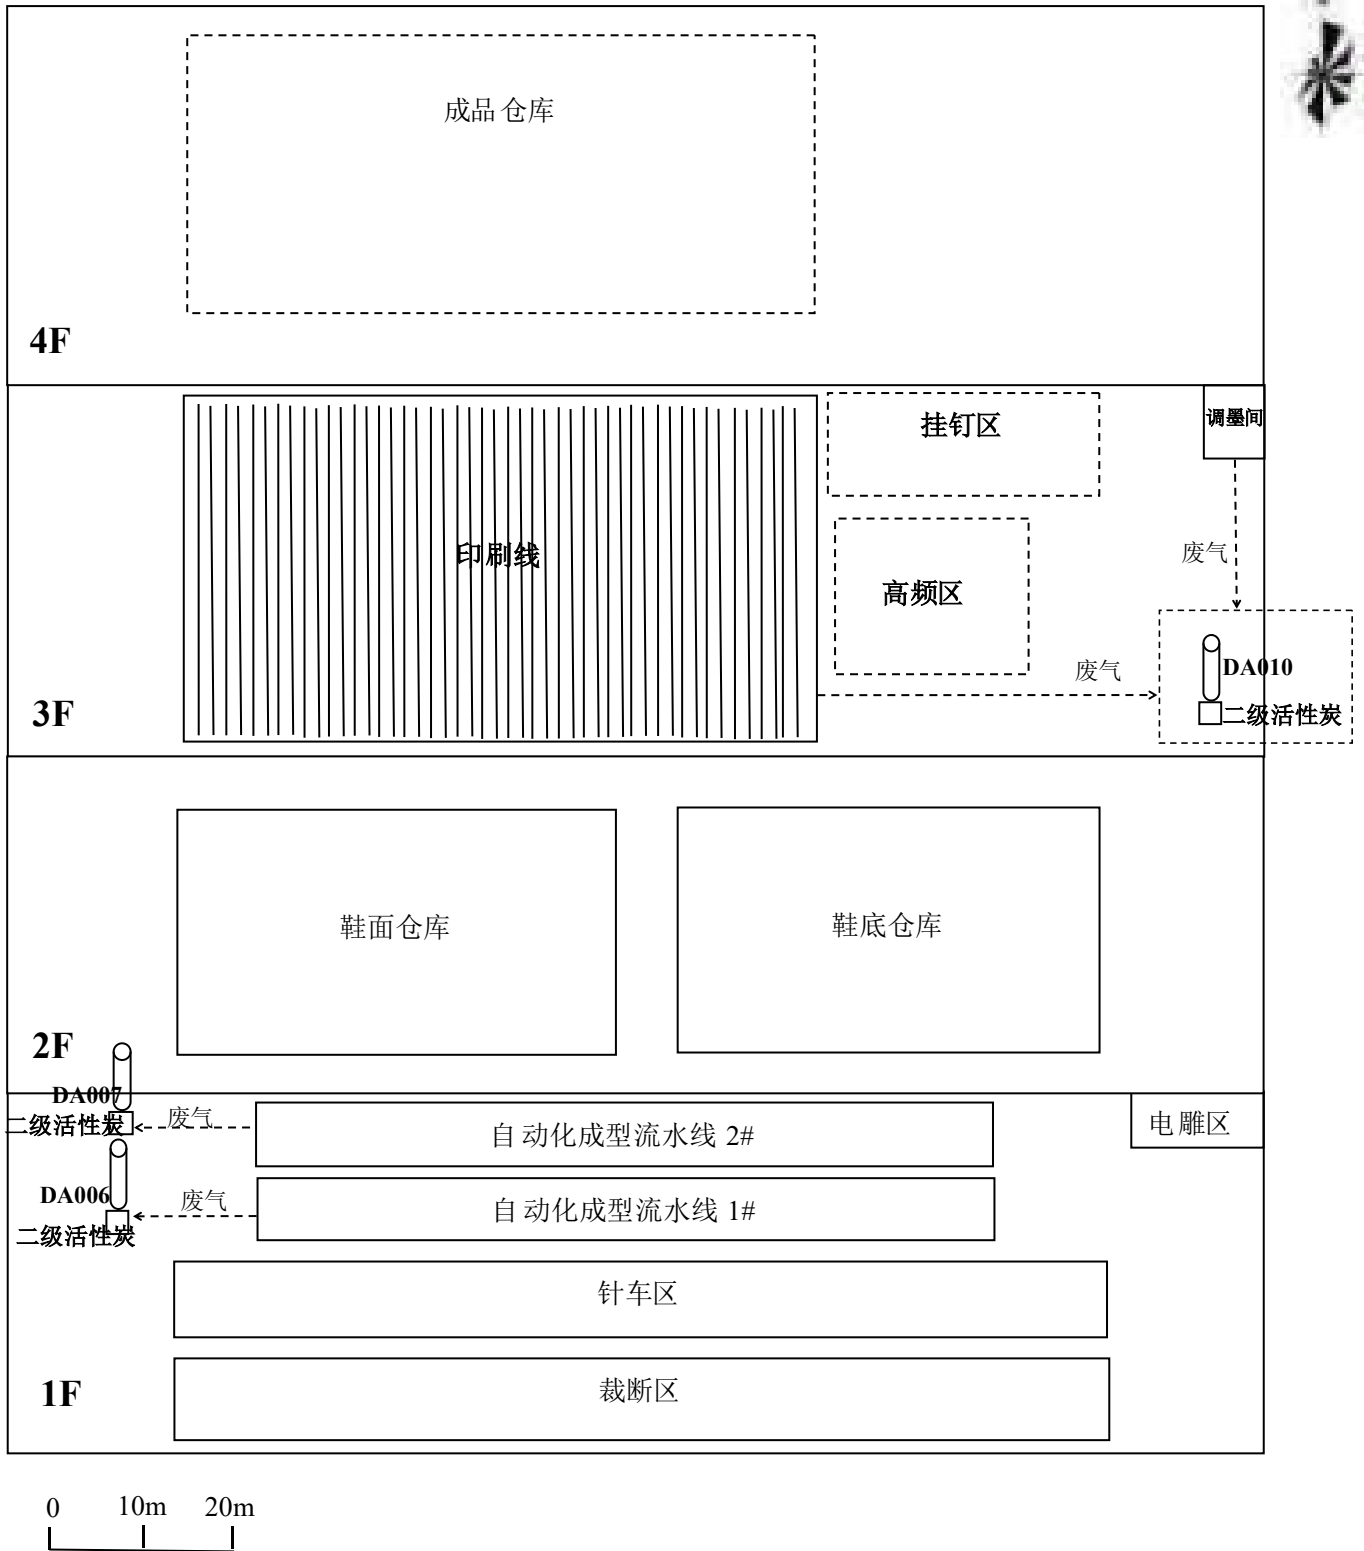 成品仓库
4F
挂钉区
调墨间
印刷线
废气
高频区
废气
DA010
二级活性炭
3F
鞋面仓库
鞋底仓库
2F
DA007
二级活性炭
废气
自动化成型流水线 2#
电雕区
DA006
二级活性炭
废气
自动化成型流水线 1#
针车区
裁断区
1F
0 10m 20m